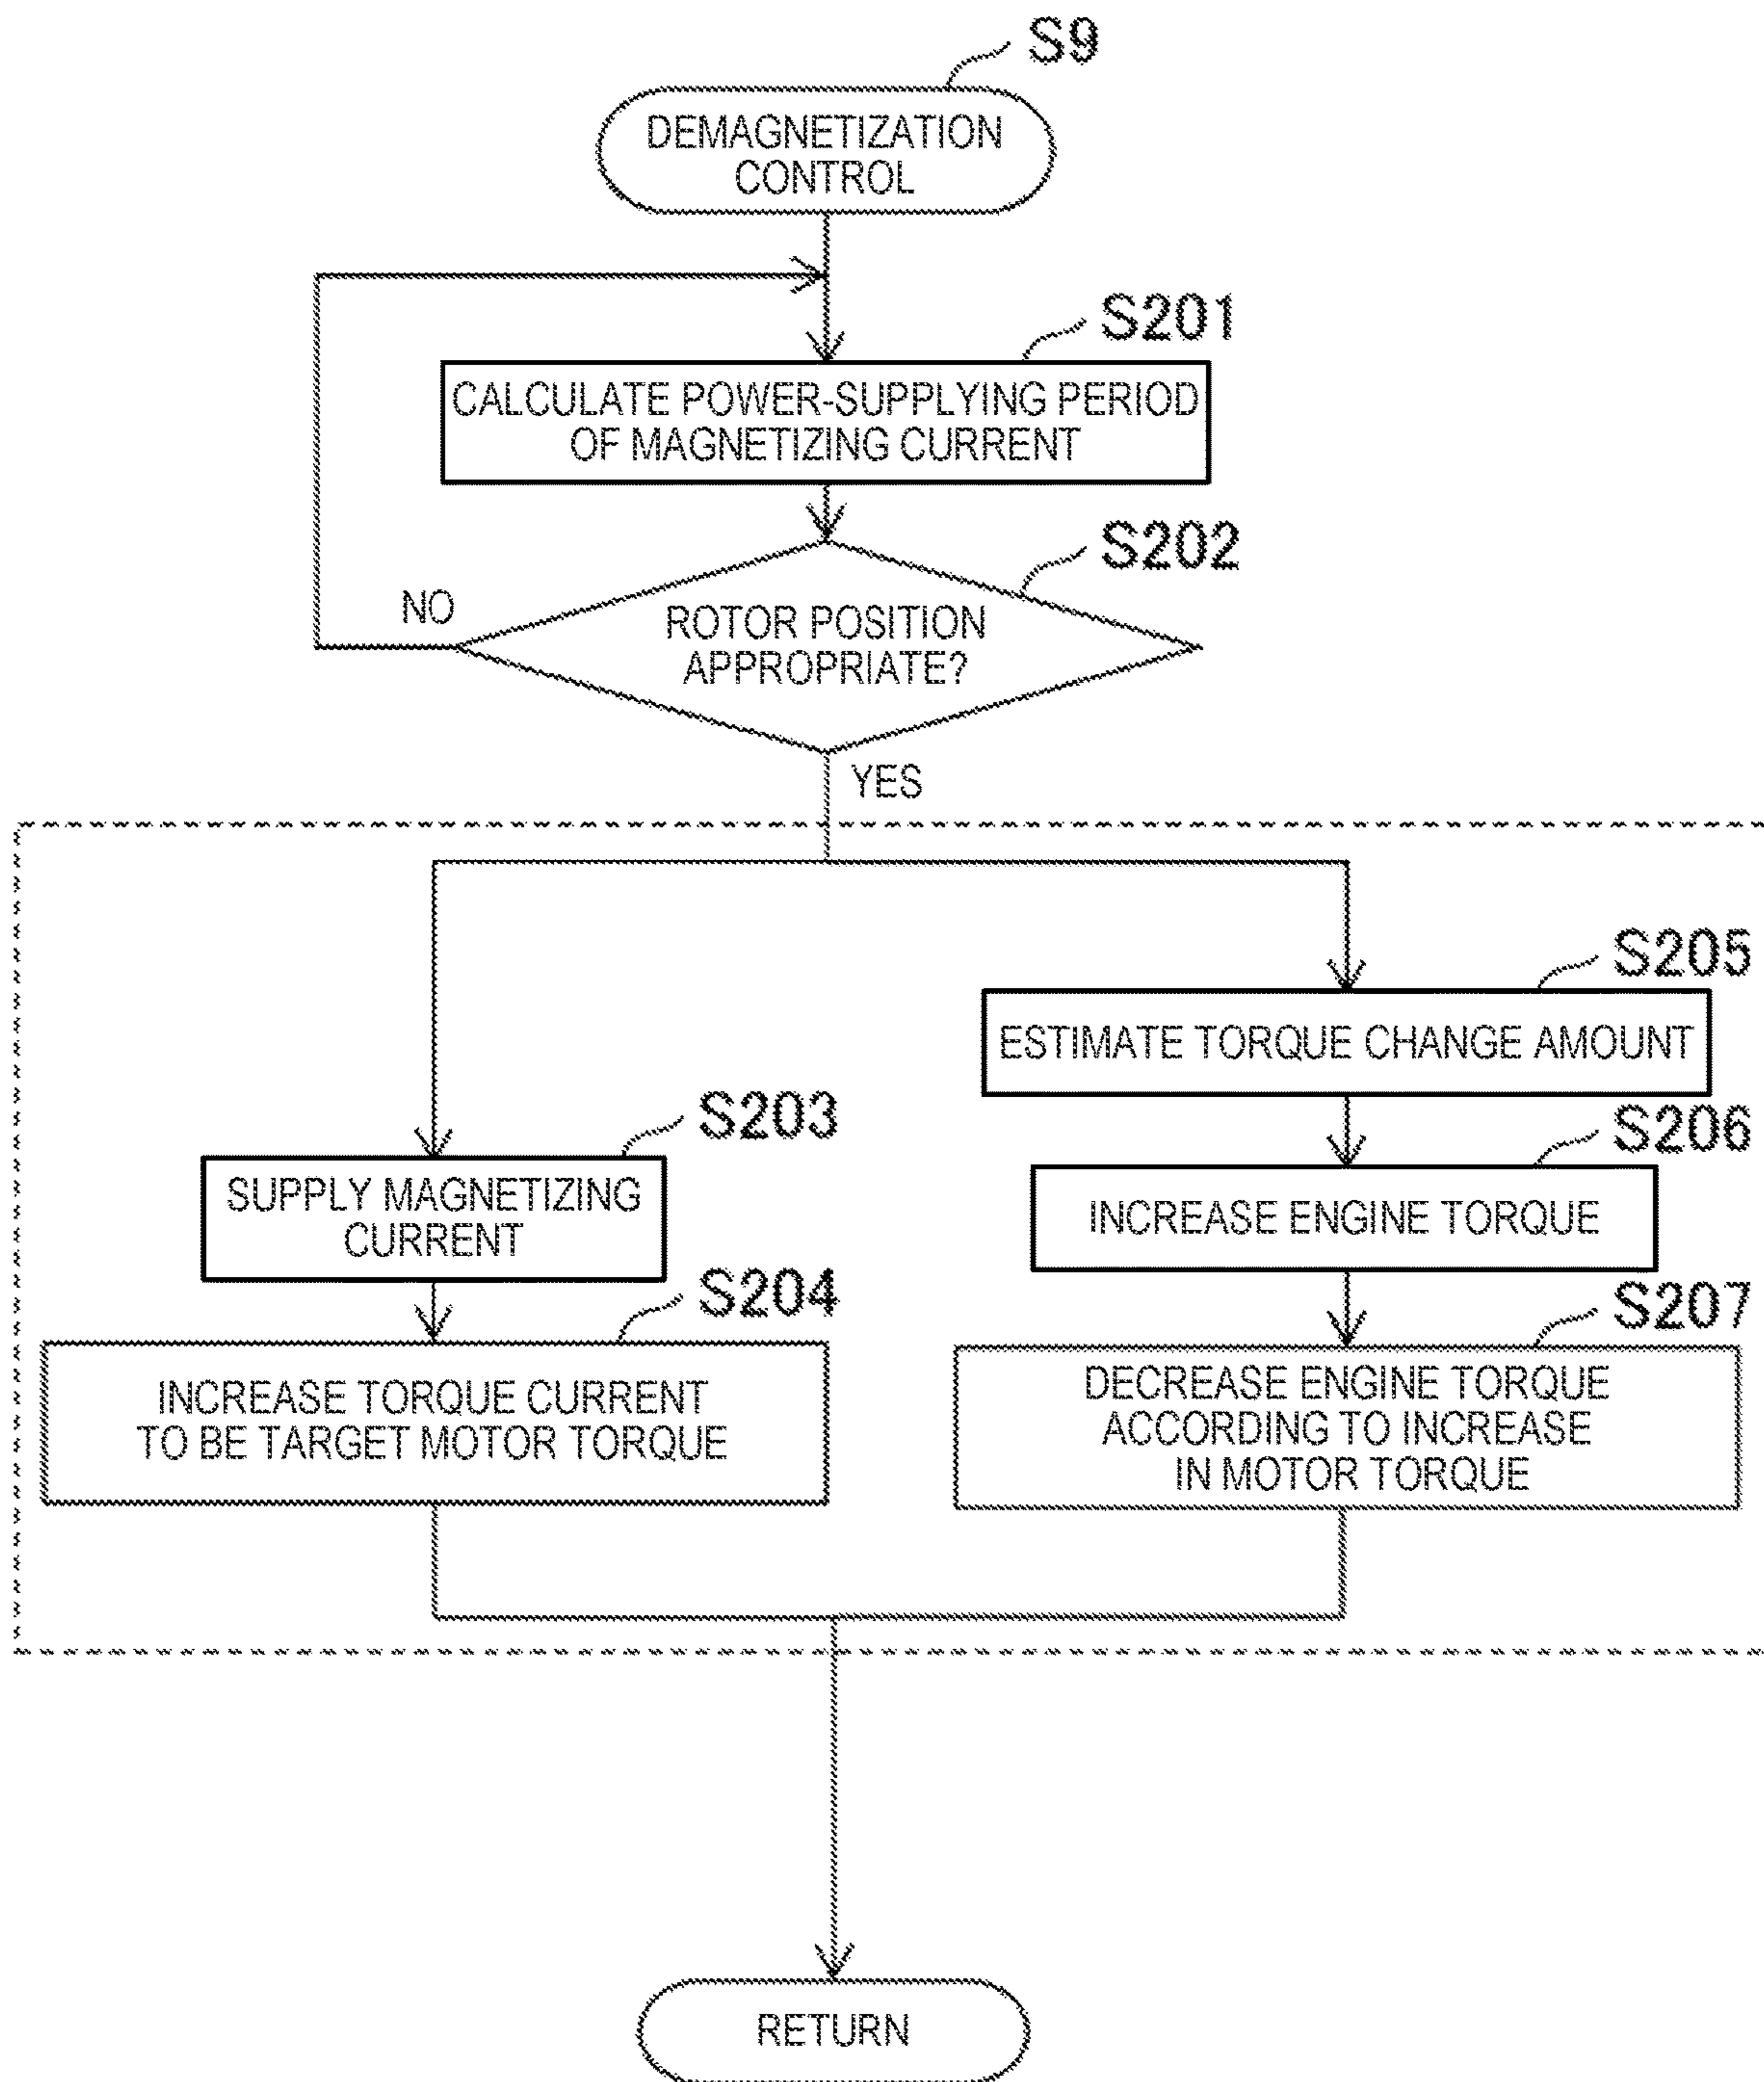 S9
DEMAGNETIZATION
CONTROL
S201
CALCULATE POWER-SUPPLYING PERIOD
OF MAGNETIZING CURRENT
S202
NO
ROTOR POSITION
APPROPRIATE?
YES
S205
ESTIMATE TORQUE CHANGE AMOUNT
S203
SUPPLY MAGNETIZING
CURRENT
S206
INCREASE ENGINE TORQUE
S204
INCREASE TORQUE CURRENT
TO BE TARGET MOTOR TORQUE
S207
DECREASE ENGINE TORQUE
ACCORDING TO INCREASE
IN MOTOR TORQUE
RETURN